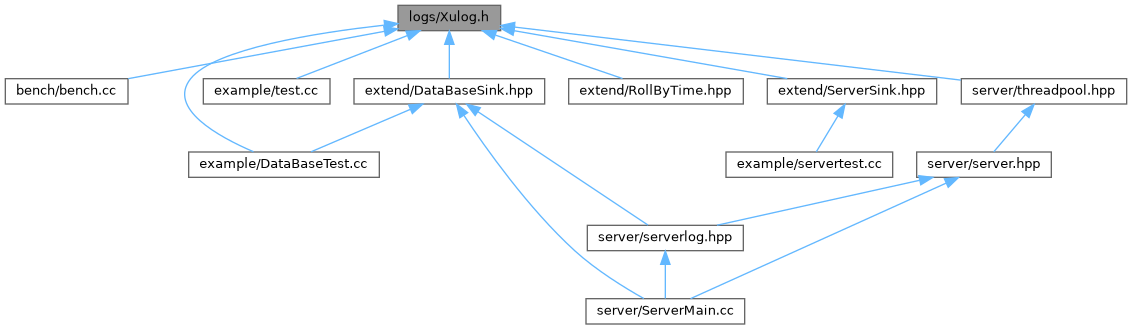 logs/Xulog.h
bench/bench.cc
example/test.cc
extend/DataBaseSink.hpp
extend/RollByTime.hpp
extend/ServerSink.hpp
server/threadpool.hpp
example/DataBaseTest.cc
example/servertest.cc
server/server.hpp
server/serverlog.hpp
server/ServerMain.cc